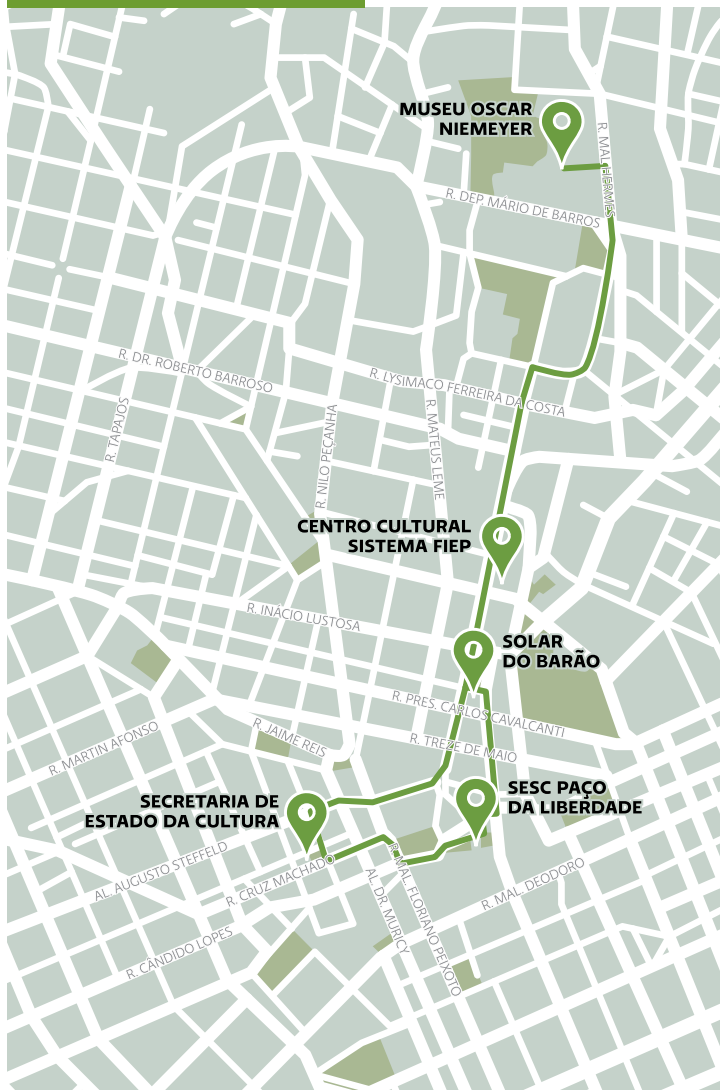 MUSEU OSCAR
NIEMEYER
R. MAL. HERMES
R. DEP. MÁRIO DE BARROS
R. DR. ROBERTO BARROSO
R. LYSIMACO FERREIRA DA COSTA
R. TAPAJÓS
R. NILO PEÇANHA
R. MATEUS LEME
CENTRO CULTURAL
SISTEMA FIEP
R. INÁCIO LUSTOSA
SOLAR
DO BARÃO
R. PRES. CARLOS CAVALCANTI
R. MARTIN AFONSO
R. JAIME REIS
R. TREZE DE MAIO
SECRETARIA DE
ESTADO DA CULTURA
SESC PAÇO
DA LIBERDADE
AL. AUGUSTO STEFFELD
R. CRUZ MACHADO
R. CÂNDIDO LOPES
AL. DR. MURICY
R. MAL. FLORIANO PEIXOTO
R. MAL. DEODORO